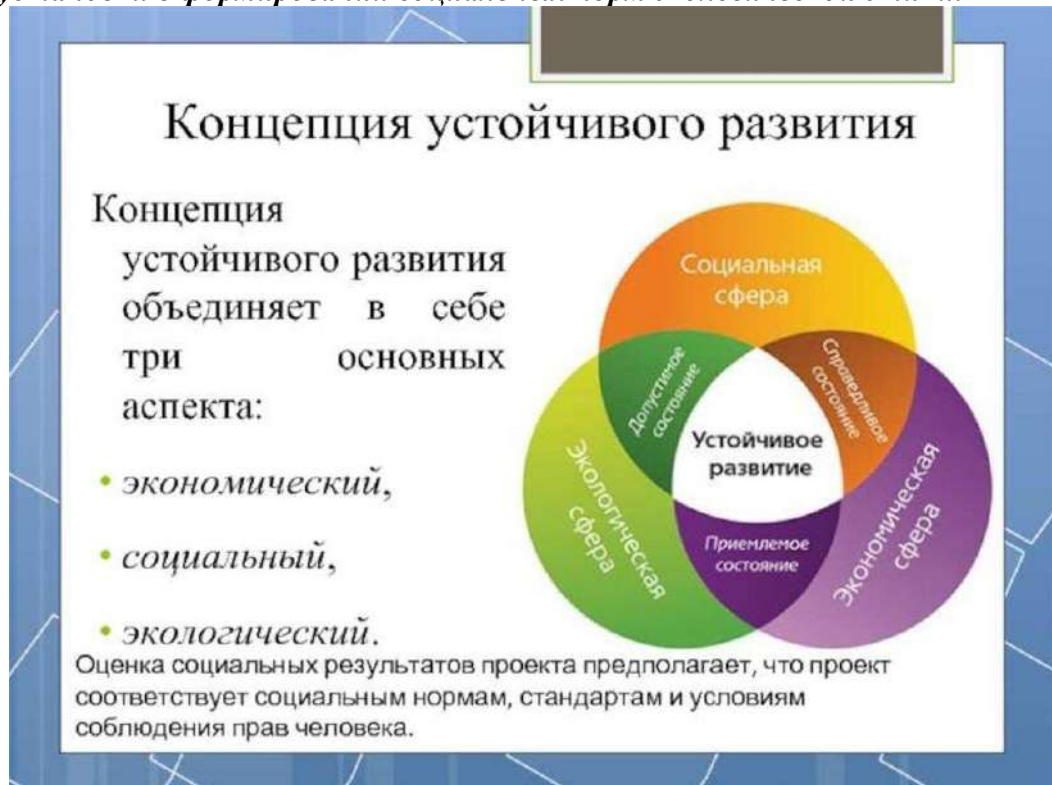 Концепция устойчивого развития
Концепция
устойчивого развития
объединяет в себе
три основных
аспекта:
• экономический,
• социальный,
• экологический.
Социальная
сфера
Допустимое
состояние
Справедливое
состояние
Устойчивое
развитие
Экологическая
сфера
Экономическая
сфера
Приемлемое
состояние
Оценка социальных результатов проекта предполагает, что проект
соответствует социальным нормам, стандартам и условиям
соблюдения прав человека.